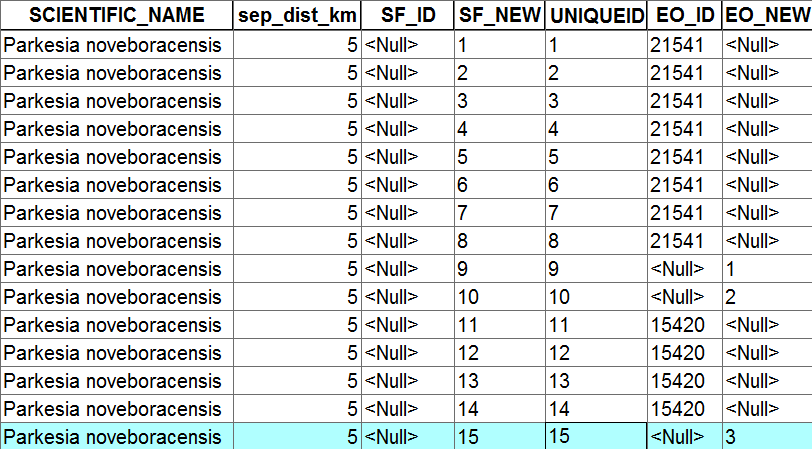 SCIENTIFIC_NAME sep_dist_km SF_ID SF_NEW UNIQUEID EO_ID EO_NEW
Parkesia noveboracensis 5 <Null> 1 1 21541 <Null>
Parkesia noveboracensis 5 <Null> 2 2 21541 <Null>
Parkesia noveboracensis 5 <Null> 3 3 21541 <Null>
Parkesia noveboracensis 5 <Null> 4 4 21541 <Null>
Parkesia noveboracensis 5 <Null> 5 5 21541 <Null>
Parkesia noveboracensis 5 <Null> 6 6 21541 <Null>
Parkesia noveboracensis 5 <Null> 7 7 21541 <Null>
Parkesia noveboracensis 5 <Null> 8 8 21541 <Null>
Parkesia noveboracensis 5 <Null> 9 9 <Null> 1
Parkesia noveboracensis 5 <Null> 10 10 <Null> 2
Parkesia noveboracensis 5 <Null> 11 11 15420 <Null>
Parkesia noveboracensis 5 <Null> 12 12 15420 <Null>
Parkesia noveboracensis 5 <Null> 13 13 15420 <Null>
Parkesia noveboracensis 5 <Null> 14 14 15420 <Null>
Parkesia noveboracensis 5 <Null> 15 15 <Null> 3